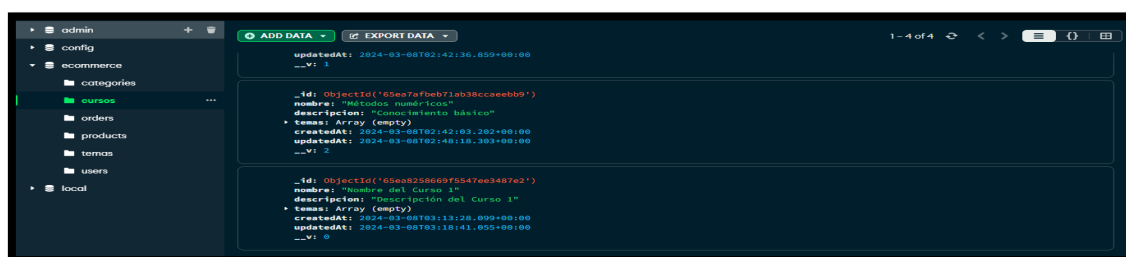 admin
config
ecommerce
categories
cursos
orders
products
temas
users
local
ADD DATA
EXPORT DATA
1-4 of 4
{}
updatedAt: 2024-03-08T02:42:36.859+00:00
__v: 1
_id: ObjectId('65ea7afbeb71ab38ccaeebb9')
nombre: "Métodos numéricos"
descripcion: "Conocimiento básico"
temas: Array (empty)
createdAt: 2024-03-08T02:42:03.202+00:00
updatedAt: 2024-03-08T02:48:18.303+00:00
__v: 2
_id: ObjectId('65ea8258669f5547ee3487e2')
nombre: "Nombre del Curso 1"
descripcion: "Descripción del Curso 1"
temas: Array (empty)
createdAt: 2024-03-08T03:13:28.099+00:00
updatedAt: 2024-03-08T03:18:41.055+00:00
__v: 0